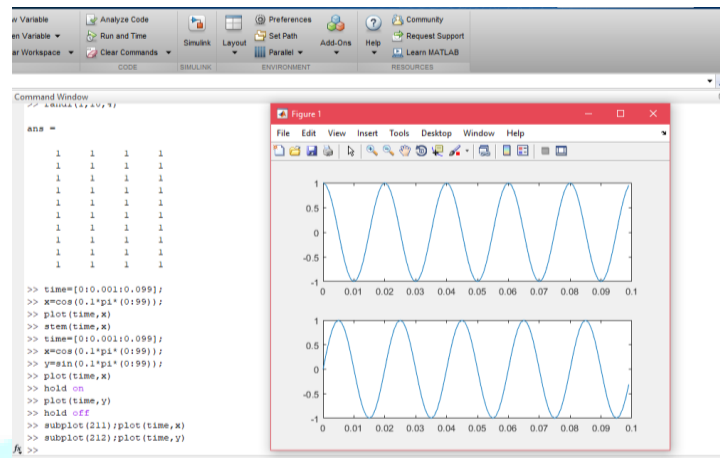 w Variable
Analyze Code
Preferences
Community
en Variable
Run and Time
Simulink
Layout
Set Path
Add-Ons
Help
Request Support
ar Workspace
Clear Commands
Parallel
Learn MATLAB
CODE
SIMULINK
ENVIRONMENT
RESOURCES
Command Window
Figure 1
File Edit View Insert Tools Desktop Window Help
ans =
1 1 1 1
1 1 1 1
1 1 1 1
1 1 1 1
1 1 1 1
1 1 1 1
1 1 1 1
1 1 1 1
1 1 1 1
1 1 1 1
>> time=[0:0.001:0.099];
>> x=cos(0.1*pi*(0:99));
>> plot(time,x)
>> stem(time,x)
>> time=[0:0.001:0.099];
>> x=cos(0.1*pi*(0:99));
>> y=sin(0.1*pi*(0:99));
>> plot(time,x)
>> hold on
>> plot(time,y)
>> hold off
>> subplot(211);plot(time,x)
>> subplot(212);plot(time,y)
fx >>
1
0.5
0
-0.5
-1
0 0.01 0.02 0.03 0.04 0.05 0.06 0.07 0.08 0.09 0.1
1
0.5
0
-0.5
-1
0 0.01 0.02 0.03 0.04 0.05 0.06 0.07 0.08 0.09 0.1